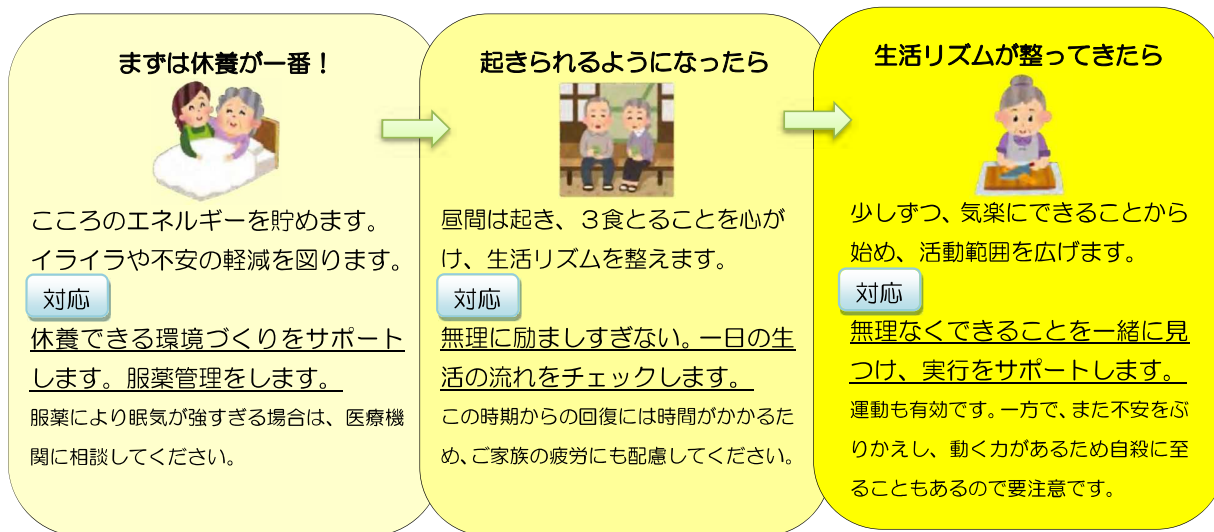 まずは休養が一番！
こころのエネルギーを貯めます。
イライラや不安の軽減を図ります。
対応
休養できる環境づくりをサポート
します。服薬管理をします。
服薬により眠気が強すぎる場合は、医療機
関に相談してください。
起きられるようになったら
昼間は起き、３食とることを心が
け、生活リズムを整えます。
対応
無理に励ましすぎない。一日の生
活の流れをチェックします。
この時期からの回復には時間がかかるた
め、ご家族の疲労にも配慮してください。
生活リズムが整ってきたら
少しずつ、気楽にできることから
始め、活動範囲を広げます。
対応
無理なくできることを一緒に見
つけ、実行をサポートします。
運動も有効です。一方で、また不安をぶ
りかえし、動く力があるため自殺に至
ることもあるので要注意です。